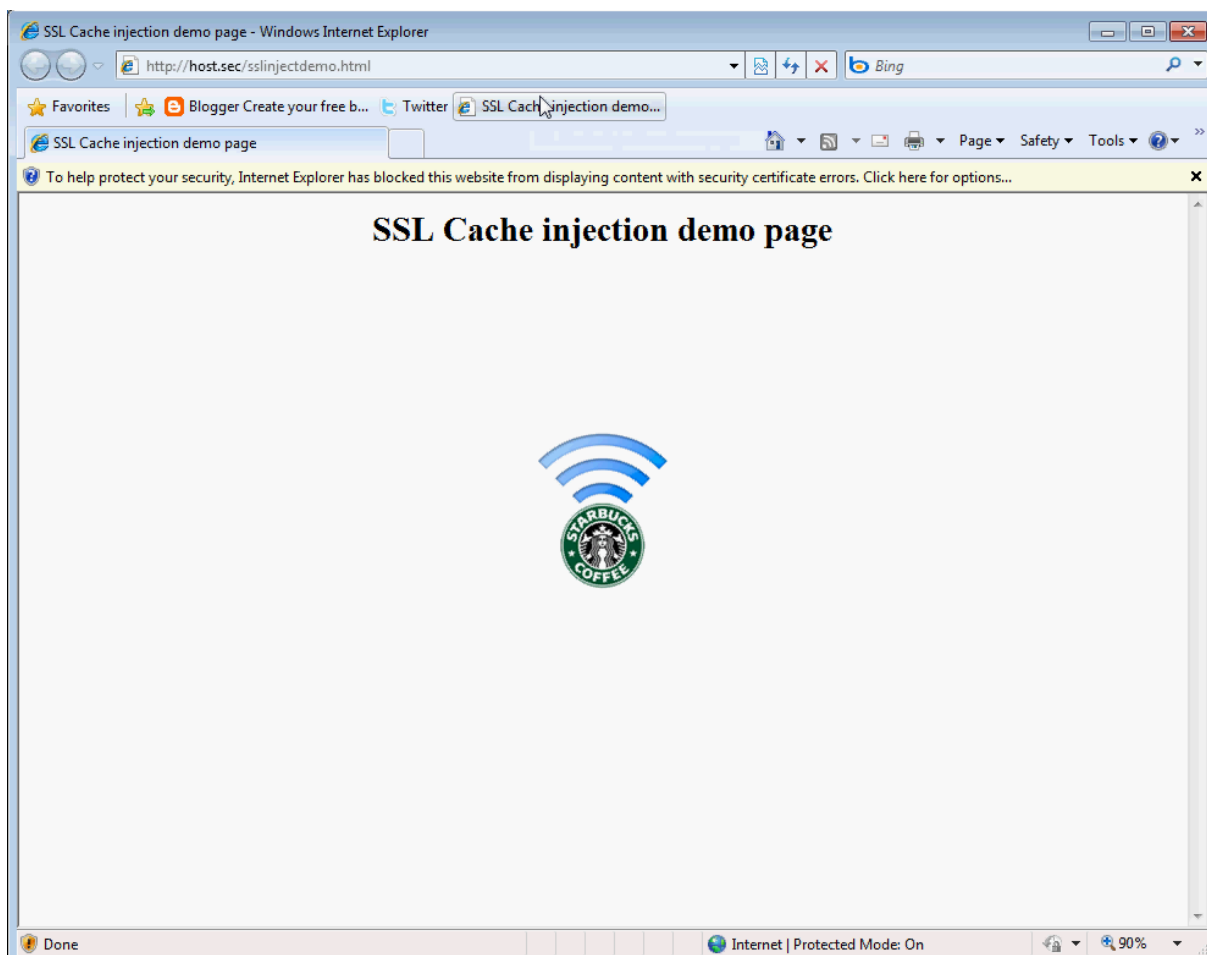 SSL Cache injection demo page - Windows Internet Explorer
http://host.sec/sslinjectdemo.html
Bing
Favorites Blogger Create your free b... Twitter SSL Cache injection demo...
SSL Cache injection demo page Page Safety Tools
To help protect your security, Internet Explorer has blocked this website from displaying content with security certificate errors. Click here for options...
SSL Cache injection demo page
STARBUCKS
COFFEE
Done Internet | Protected Mode: On 90%